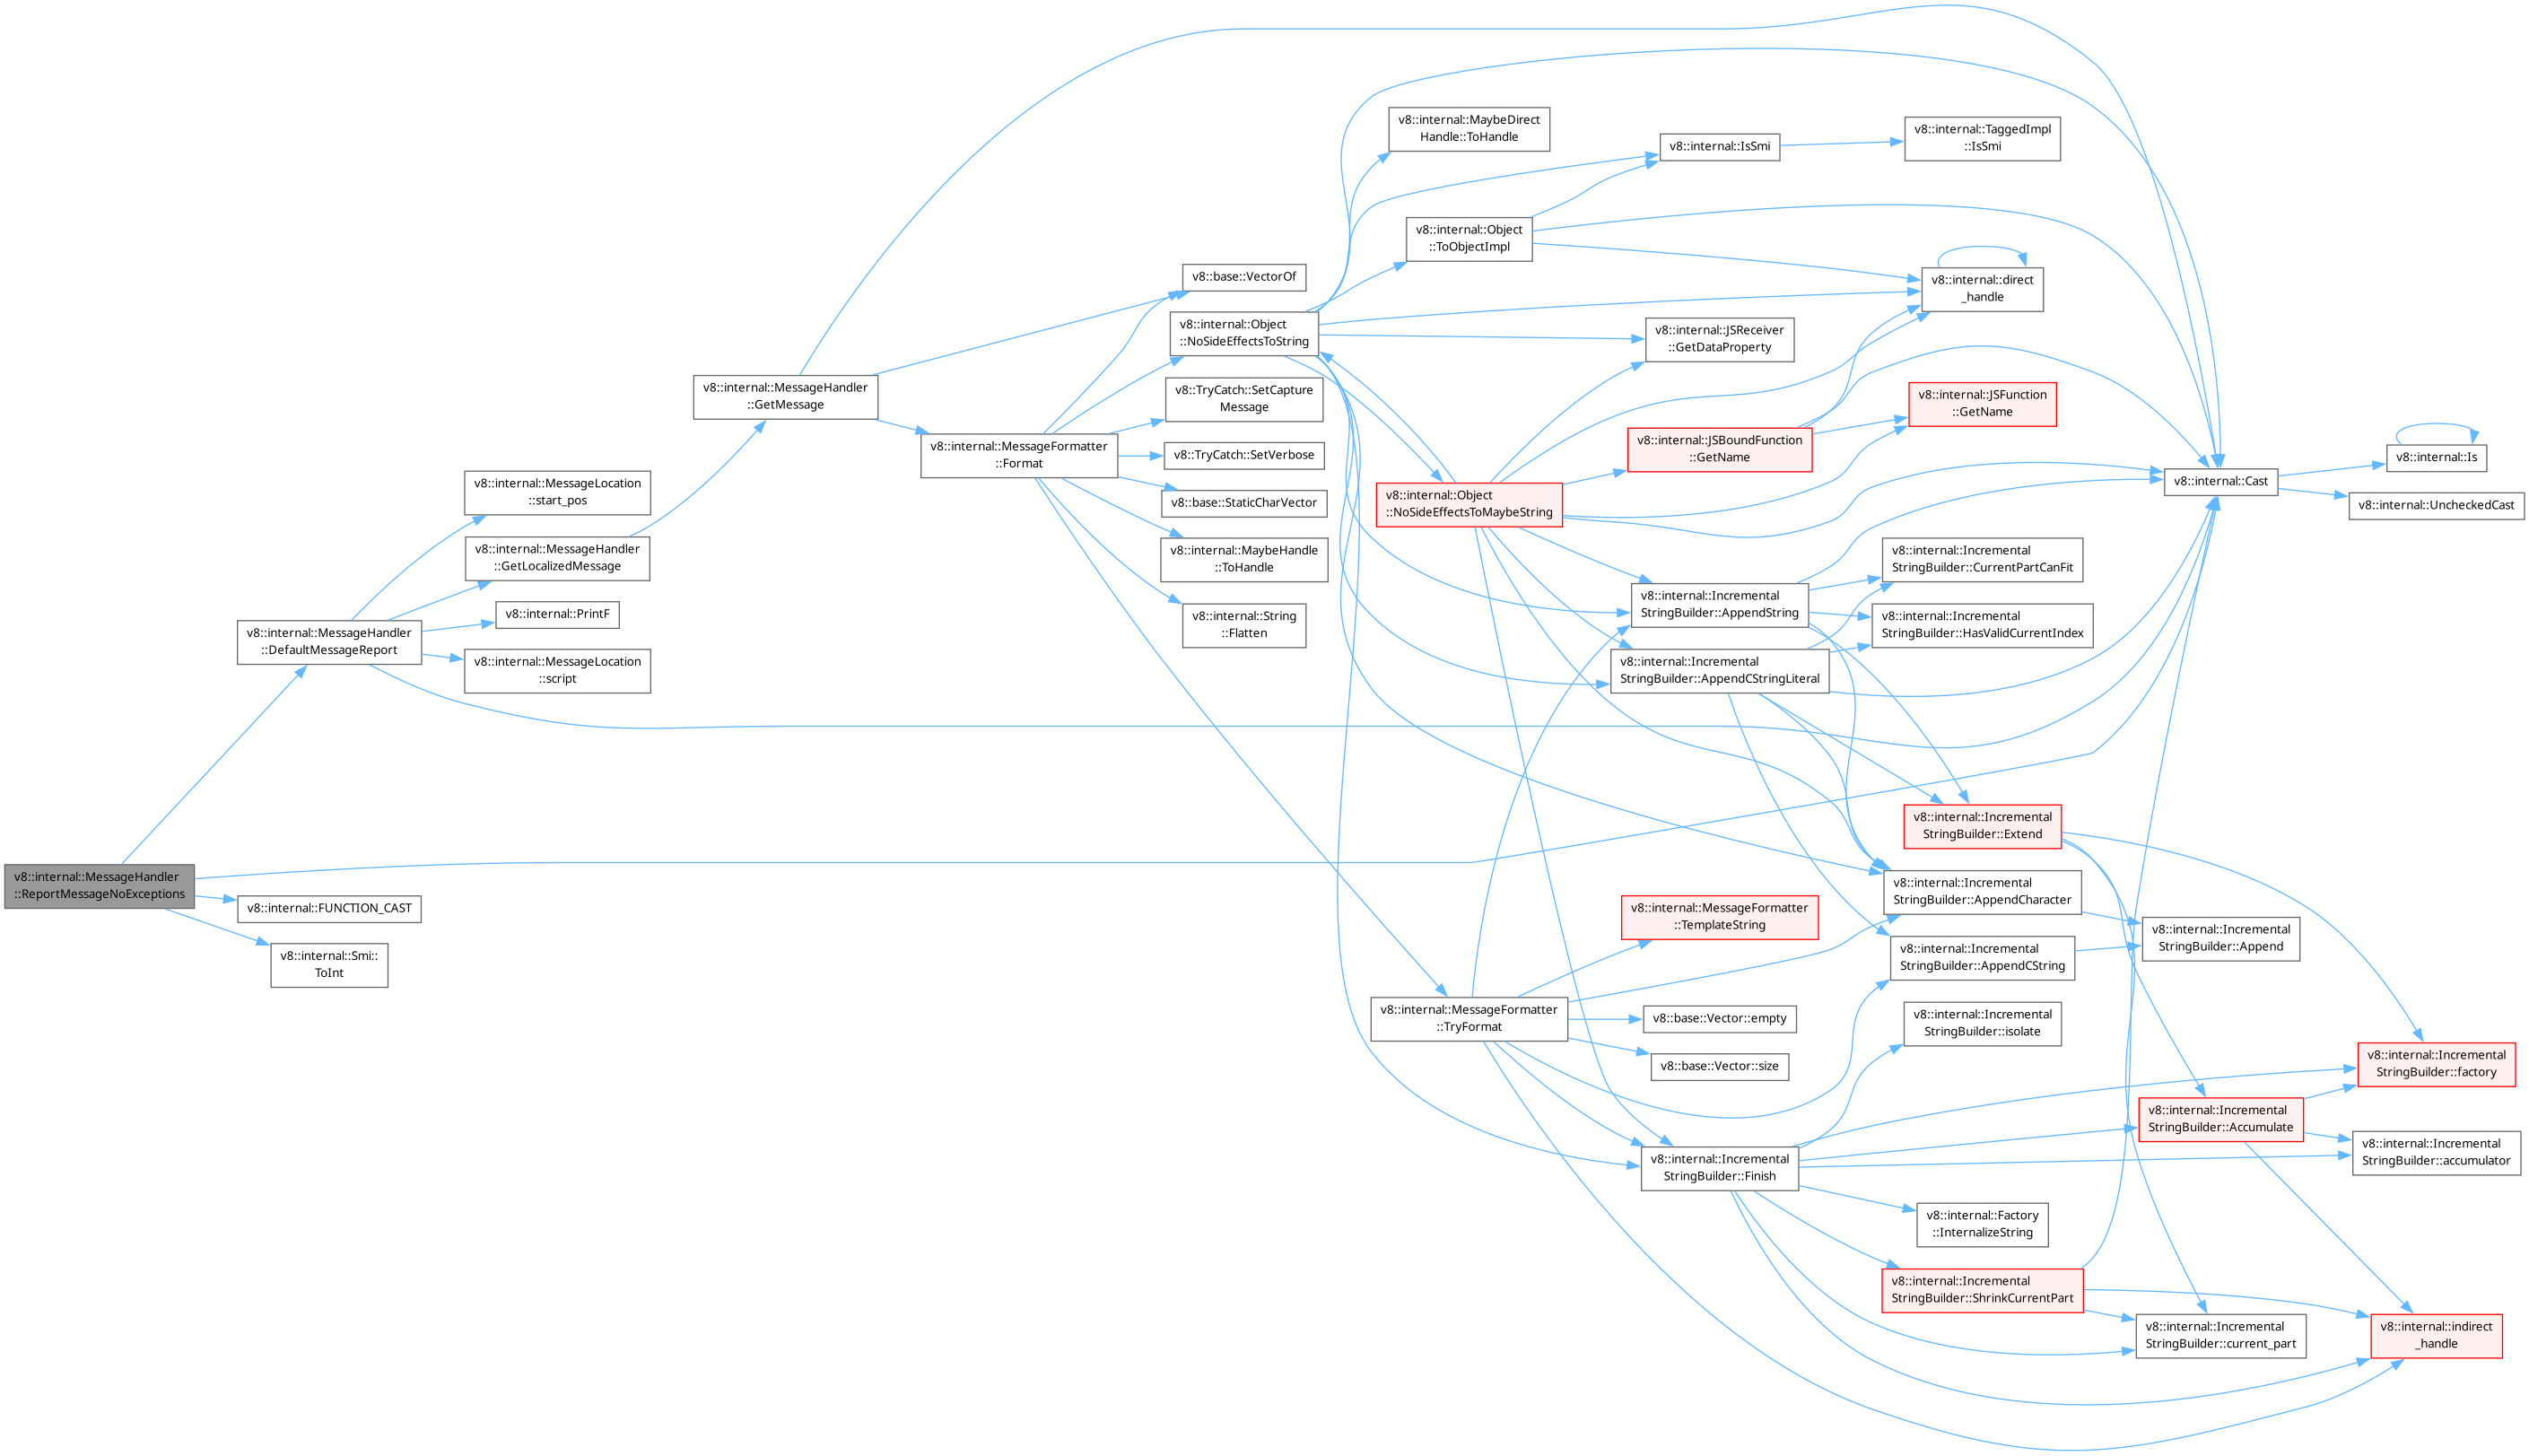 v8::internal::MessageHandler
::ReportMessageNoExceptions
v8::internal::MessageHandler
::DefaultMessageReport
v8::internal::FUNCTION_CAST
v8::internal::Smi::
ToInt
v8::internal::MessageLocation
::start_pos
v8::internal::MessageHandler
::GetLocalizedMessage
v8::internal::PrintF
v8::internal::MessageLocation
::script
v8::internal::MessageHandler
::GetMessage
v8::internal::MessageFormatter
::Format
v8::base::VectorOf
v8::internal::Object
::NoSideEffectsToString
v8::TryCatch::SetCapture
Message
v8::TryCatch::SetVerbose
v8::base::StaticCharVector
v8::internal::MaybeHandle
::ToHandle
v8::internal::String
::Flatten
v8::internal::MaybeDirect
Handle::ToHandle
v8::internal::Object
::ToObjectImpl
v8::internal::Object
::NoSideEffectsToMaybeString
v8::internal::MessageFormatter
::TryFormat
v8::internal::IsSmi
v8::internal::JSReceiver
::GetDataProperty
v8::internal::JSBoundFunction
::GetName
v8::internal::Incremental
StringBuilder::AppendString
v8::internal::Incremental
StringBuilder::AppendCStringLiteral
v8::internal::MessageFormatter
::TemplateString
v8::base::Vector::empty
v8::base::Vector::size
v8::internal::Incremental
StringBuilder::Finish
v8::internal::TaggedImpl
::IsSmi
v8::internal::direct
_handle
v8::internal::JSFunction
::GetName
v8::internal::Incremental
StringBuilder::CurrentPartCanFit
v8::internal::Incremental
StringBuilder::HasValidCurrentIndex
v8::internal::Incremental
StringBuilder::Extend
v8::internal::Incremental
StringBuilder::AppendCharacter
v8::internal::Incremental
StringBuilder::AppendCString
v8::internal::Incremental
StringBuilder::isolate
v8::internal::Factory
::InternalizeString
v8::internal::Incremental
StringBuilder::ShrinkCurrentPart
v8::internal::Cast
v8::internal::Incremental
StringBuilder::Append
v8::internal::Incremental
StringBuilder::Accumulate
v8::internal::Incremental
StringBuilder::current_part
v8::internal::Is
v8::internal::UncheckedCast
v8::internal::Incremental
StringBuilder::factory
v8::internal::Incremental
StringBuilder::accumulator
v8::internal::indirect
_handle